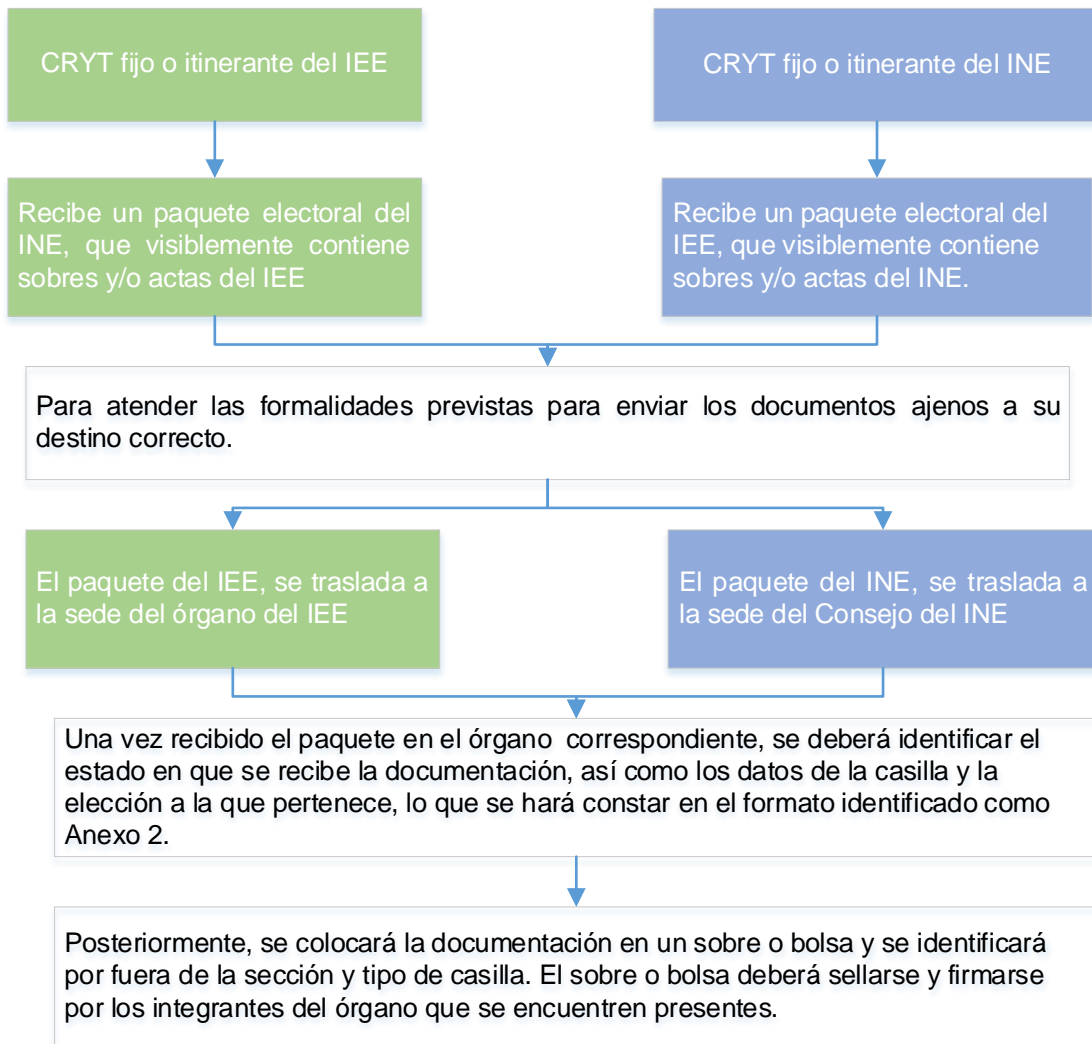 CRYT fijo o itinerante del IEE
CRYT fijo o itinerante del INE
Recibe un paquete electoral del
INE, que visiblemente contiene
sobres y/o actas del IEE
Recibe un paquete electoral del
IEE, que visiblemente contiene
sobres y/o actas del INE.
Para atender las formalidades previstas para enviar los documentos ajenos a su
destino correcto.
El paquete del IEE, se traslada a
la sede del órgano del IEE
El paquete del INE, se traslada a
la sede del Consejo del INE
Una vez recibido el paquete en el órgano correspondiente, se deberá identificar el
estado en que se recibe la documentación, así como los datos de la casilla y la
elección a la que pertenece, lo que se hará constar en el formato identificado como
Anexo 2.
Posteriormente, se colocará la documentación en un sobre o bolsa y se identificará
por fuera de la sección y tipo de casilla. El sobre o bolsa deberá sellarse y firmarse
por los integrantes del órgano que se encuentren presentes.